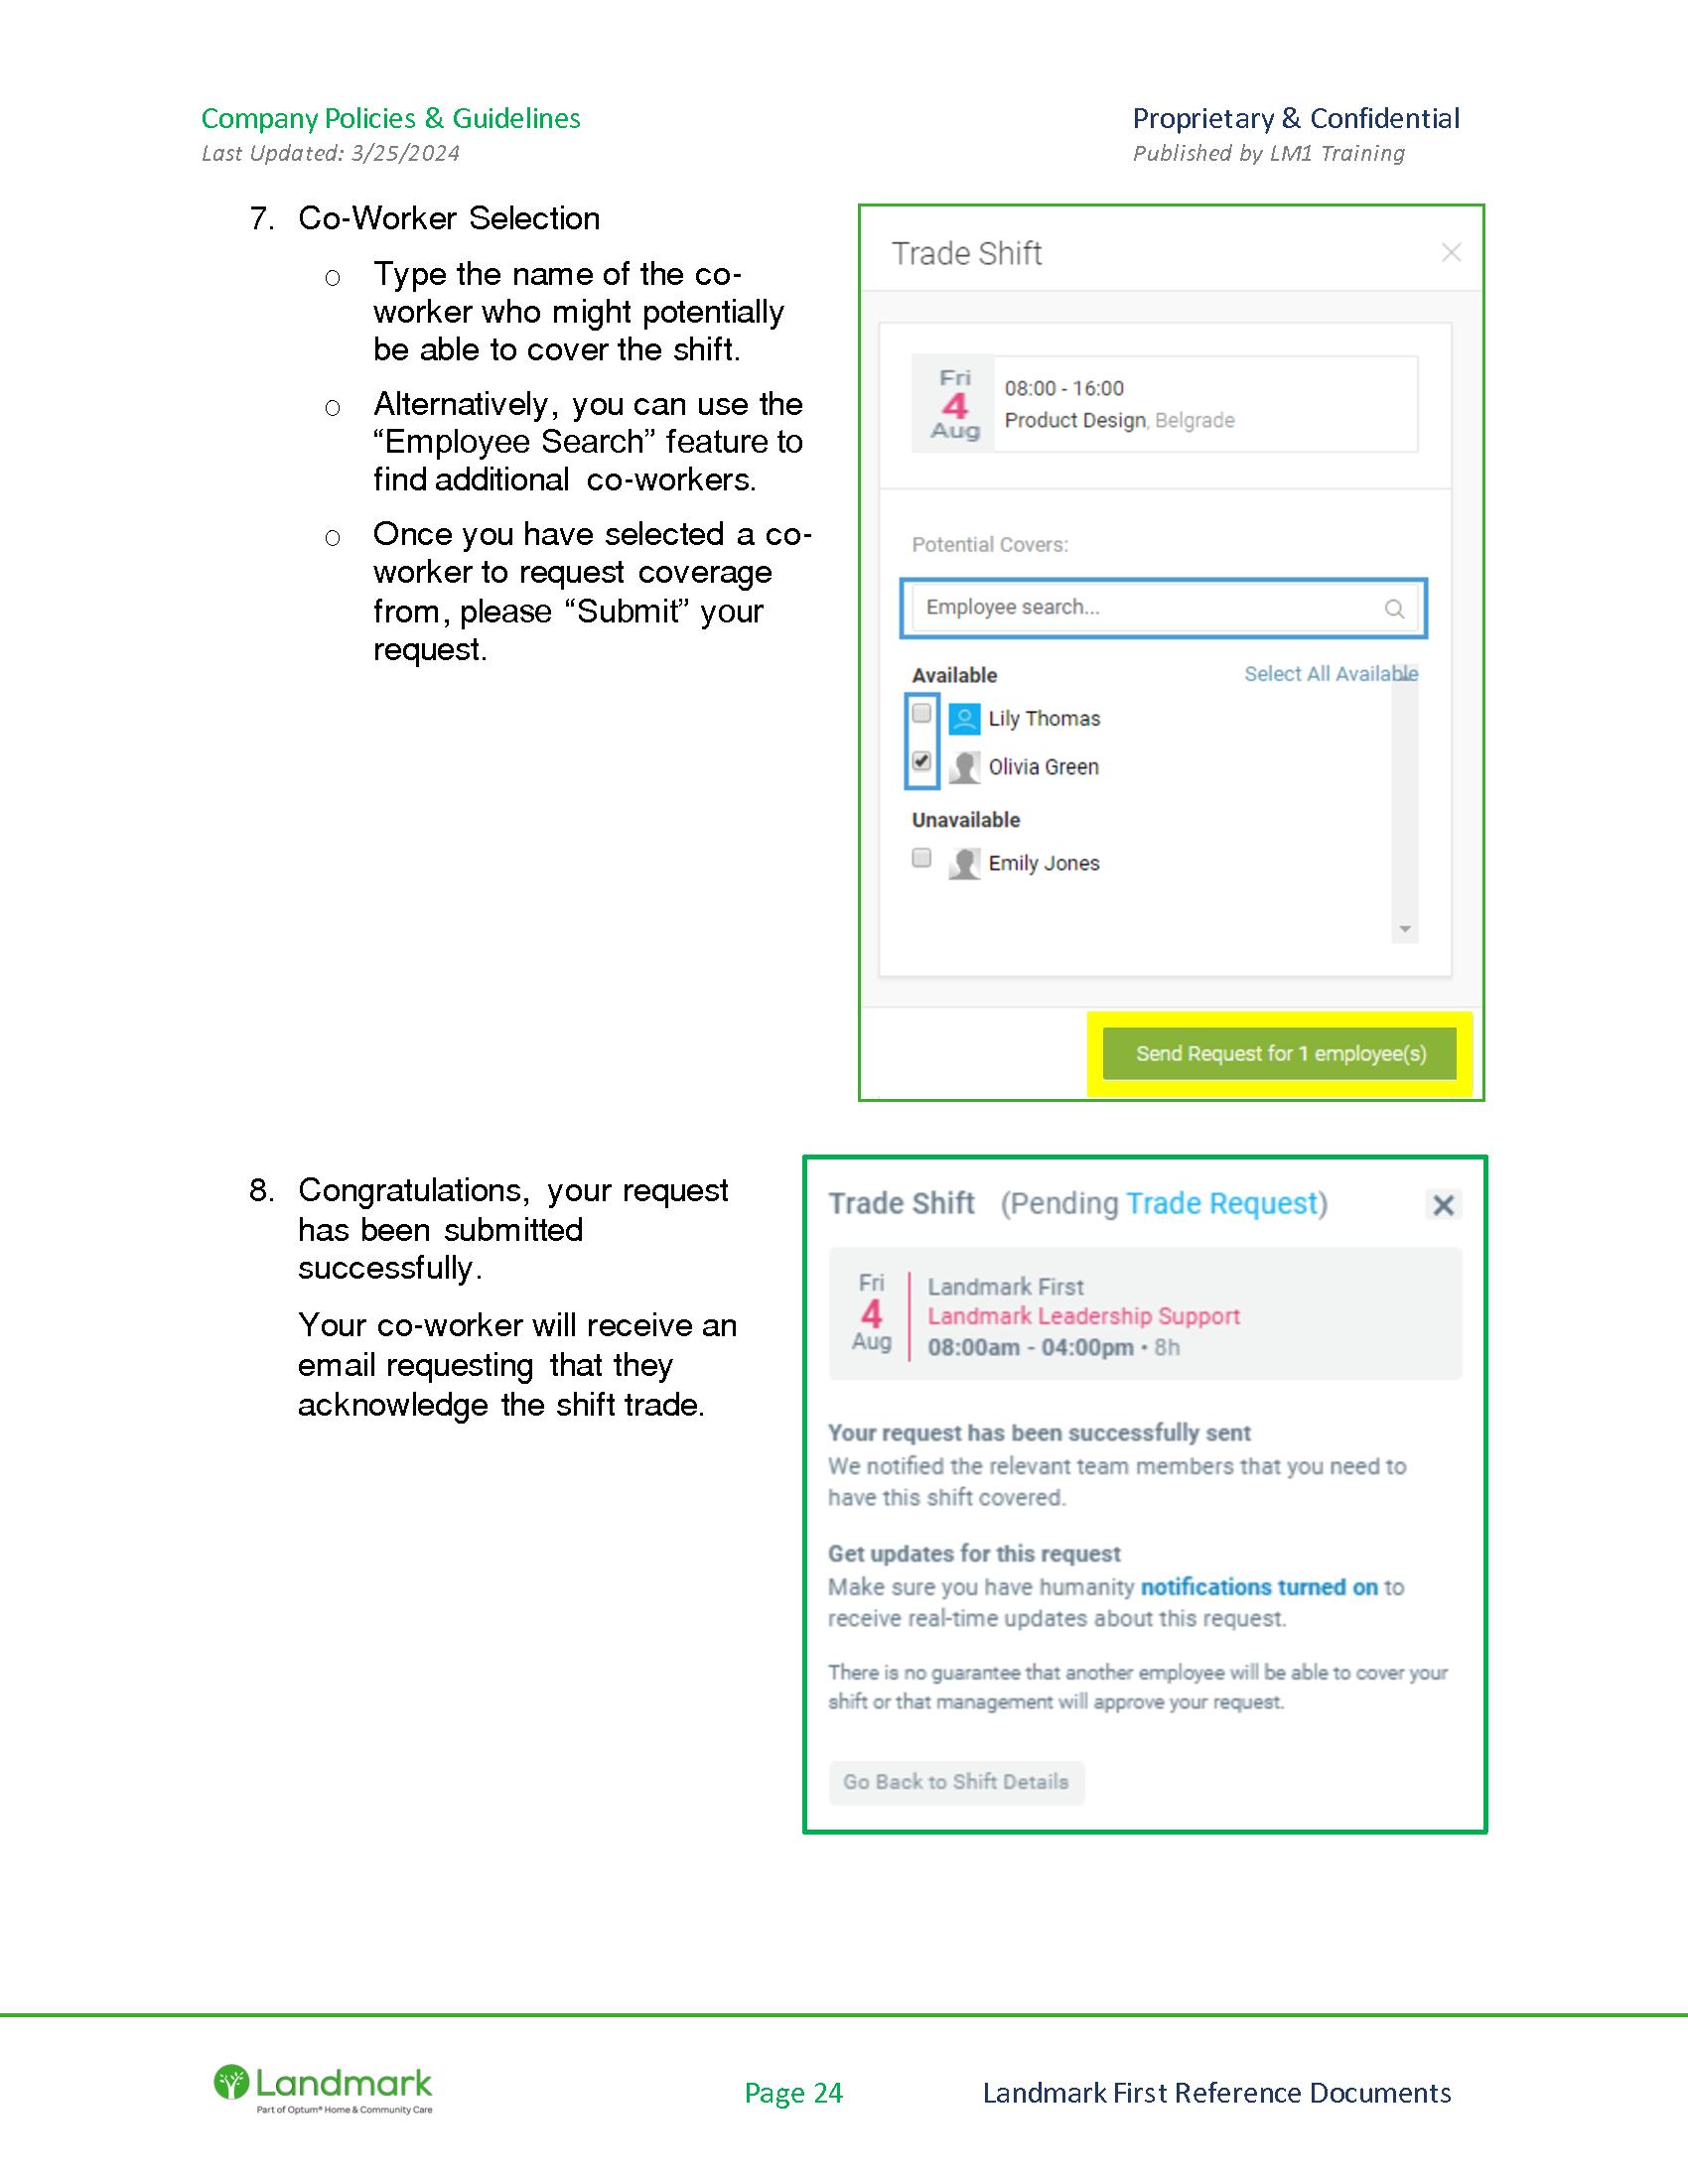 Company Policies & Guidelines
Last Updated: 3/25/2024
Proprietary & Confidential
Published by LM1 Training
7. Co-Worker Selection
o Type the name of the co-
worker who might potentially
be able to cover the shift.
o Alternatively, you can use the
“Employee Search” feature to
find additional co-workers.
o Once you have selected a co-
worker to request coverage
from, please “Submit” your
request.
Trade Shift
Fri
4
Aug
08:00 - 16:00
Product Design, Belgrade
Potential Covers:
Employee search...
Available
Select All Available
Lily Thomas
Olivia Green
Unavailable
Emily Jones
Send Request for 1 employee(s)
8. Congratulations, your request
has been submitted
successfully.
Your co-worker will receive an
email requesting that they
acknowledge the shift trade.
Trade Shift (Pending Trade Request)
Fri
4
Aug
Landmark First
Landmark Leadership Support
08:00am - 04:00pm • 8h
Your request has been successfully sent
We notified the relevant team members that you need to
have this shift covered.
Get updates for this request
Make sure you have humanity notifications turned on to
receive real-time updates about this request.
There is no guarantee that another employee will be able to cover your
shift or that management will approve your request.
Go Back to Shift Details
Landmark
Part of Optum® Home & Community Care
Page 24
Landmark First Reference Documents